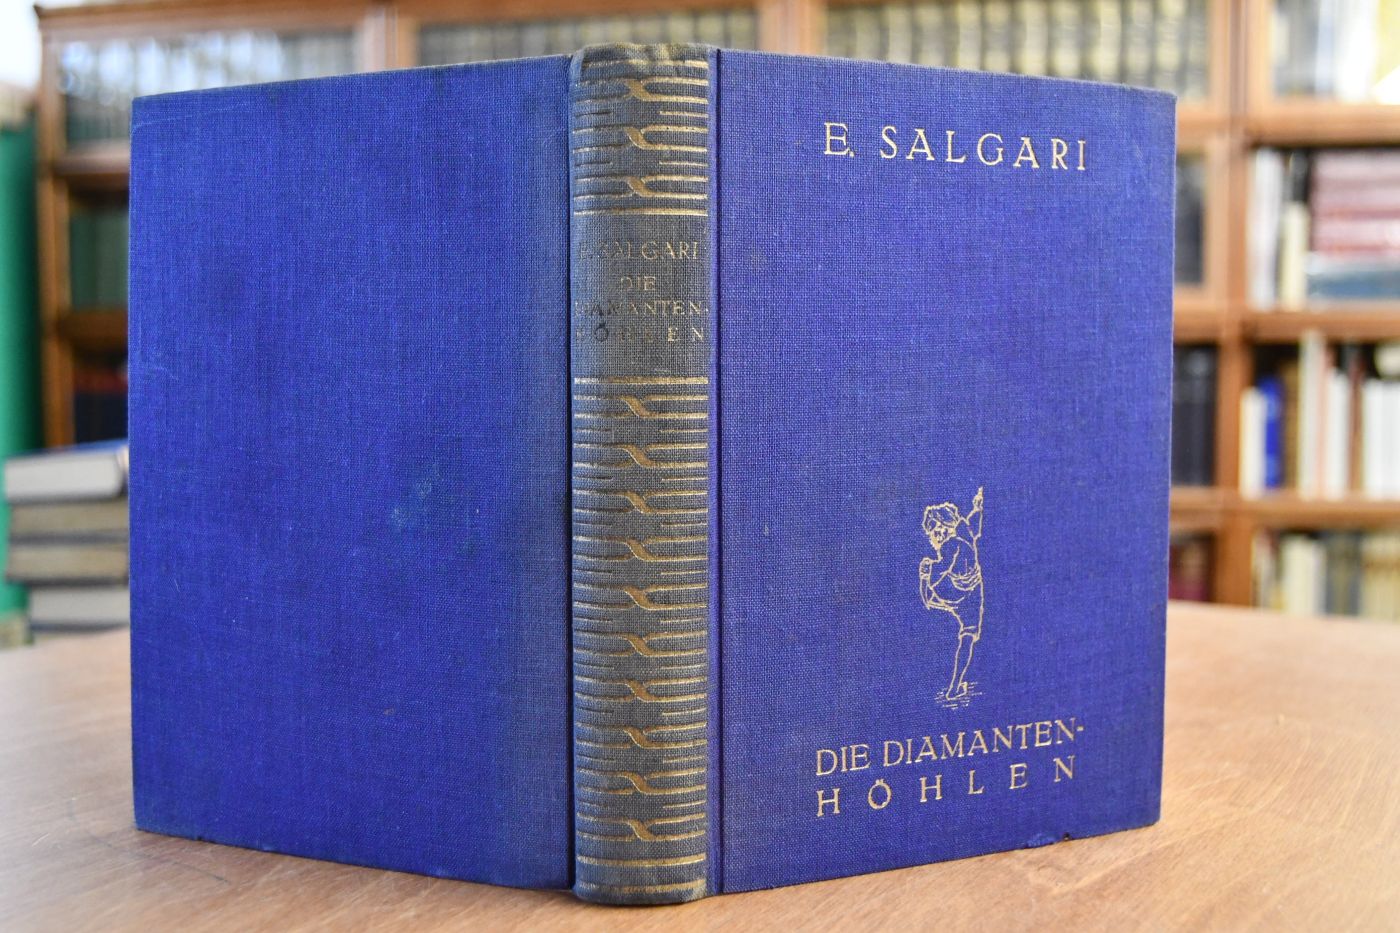 E. SALGARI
DIE
DIAMANTEN-
HÖHLEN
E. SALGARI
DIE DIAMANTEN-
HÖHLEN